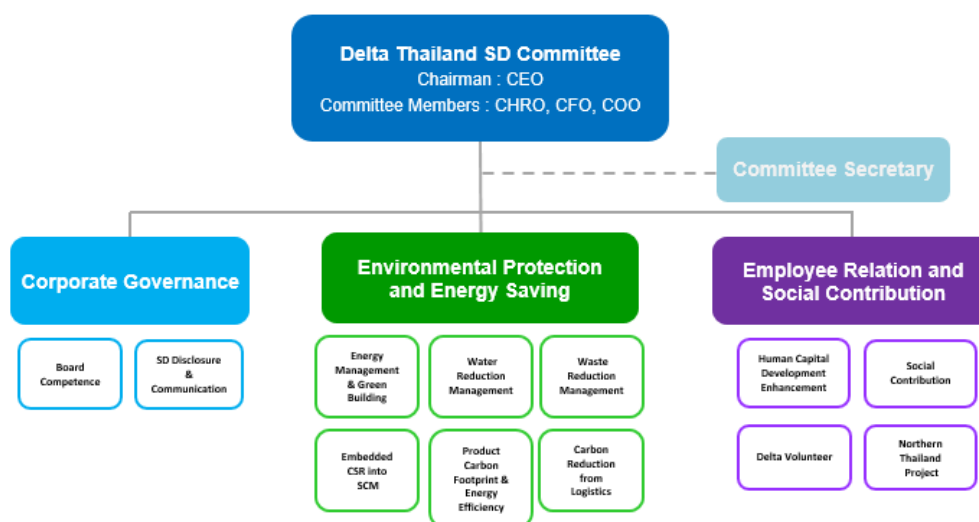 Delta Thailand SD Committee
Chairman : CEO
Committee Members : CHRO, CFO, COO
Committee Secretary
Corporate Governance
Environmental Protection
and Energy Saving
Employee Relation and
Social Contribution
Board
Competence
SD Disclosure
&
Communication
Energy
Management
& Green
Building
Water
Reduction
Management
Waste
Reduction
Management
Human Capital
Development
Enhancement
Social
Contribution
Embedded
CSR into
SCM
Product
Carbon
Footprint &
Energy
Efficiency
Carbon
Reduction
from
Logistics
Delta Volunteer
Northern
Thailand
Project